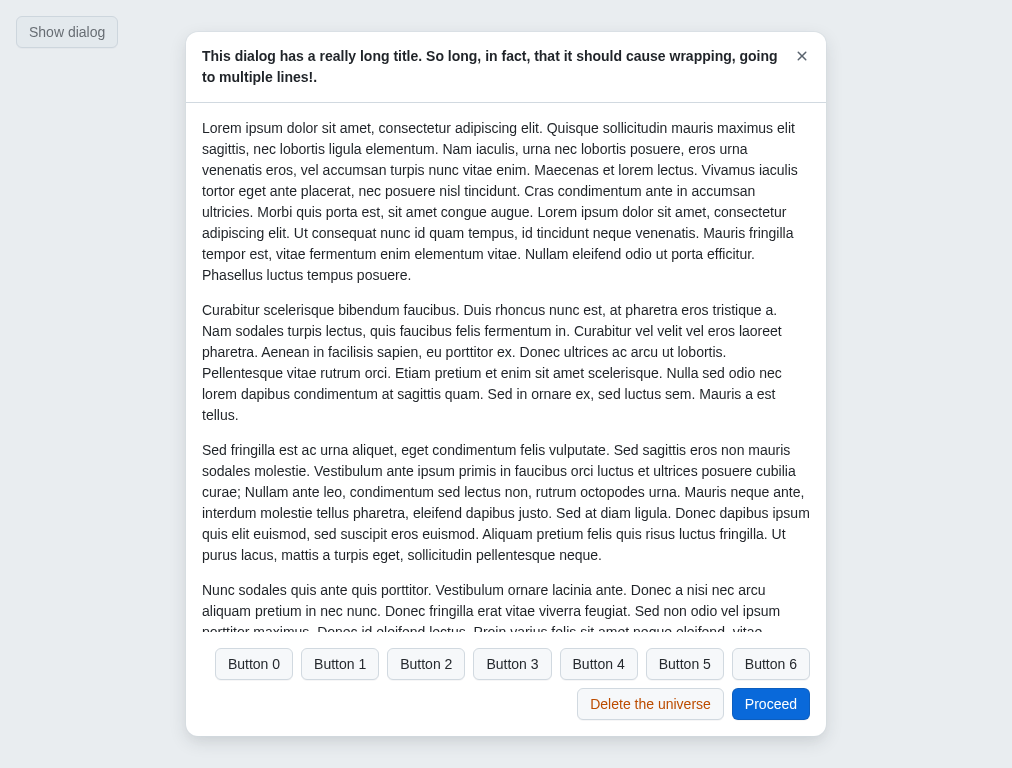 Show dialog
This dialog has a really long title. So long, in fact, that it should cause wrapping, going
to multiple lines!.
Lorem ipsum dolor sit amet, consectetur adipiscing elit. Quisque sollicitudin mauris maximus elit
sagittis, nec lobortis ligula elementum. Nam iaculis, urna nec lobortis posuere, eros urna
venenatis eros, vel accumsan turpis nunc vitae enim. Maecenas et lorem lectus. Vivamus iaculis
tortor eget ante placerat, nec posuere nisl tincidunt. Cras condimentum ante in accumsan
ultricies. Morbi quis porta est, sit amet congue augue. Lorem ipsum dolor sit amet, consectetur
adipiscing elit. Ut consequat nunc id quam tempus, id tincidunt neque venenatis. Mauris fringilla
tempor est, vitae fermentum enim elementum vitae. Nullam eleifend odio ut porta efficitur.
Phasellus luctus tempus posuere.
Curabitur scelerisque bibendum faucibus. Duis rhoncus nunc est, at pharetra eros tristique a.
Nam sodales turpis lectus, quis faucibus felis fermentum in. Curabitur vel velit vel eros laoreet
pharetra. Aenean in facilisis sapien, eu porttitor ex. Donec ultrices ac arcu ut lobortis.
Pellentesque vitae rutrum orci. Etiam pretium et enim sit amet scelerisque. Nulla sed odio nec
lorem dapibus condimentum at sagittis quam. Sed in ornare ex, sed luctus sem. Mauris a est
tellus.
Sed fringilla est ac urna aliquet, eget condimentum felis vulputate. Sed sagittis eros non mauris
sodales molestie. Vestibulum ante ipsum primis in faucibus orci luctus et ultrices posuere cubilia
curae; Nullam ante leo, condimentum sed lectus non, rutrum octopodes urna. Mauris neque ante,
interdum molestie tellus pharetra, eleifend dapibus justo. Sed at diam ligula. Donec dapibus ipsum
quis elit euismod, sed suscipit eros euismod. Aliquam pretium felis quis risus luctus fringilla. Ut
purus lacus, mattis a turpis eget, sollicitudin pellentesque neque.
Nunc sodales quis ante quis porttitor. Vestibulum ornare lacinia ante. Donec a nisi nec arcu
aliquam pretium in nec nunc. Donec fringilla erat vitae viverra feugiat. Sed non odio vel ipsum
porttitor maximus. Donec id eleifend lectus. Proin varius felis sit amet neque eleifend, vitae
Button 0
Button 1
Button 2
Button 3
Button 4
Button 5
Button 6
Delete the universe
Proceed